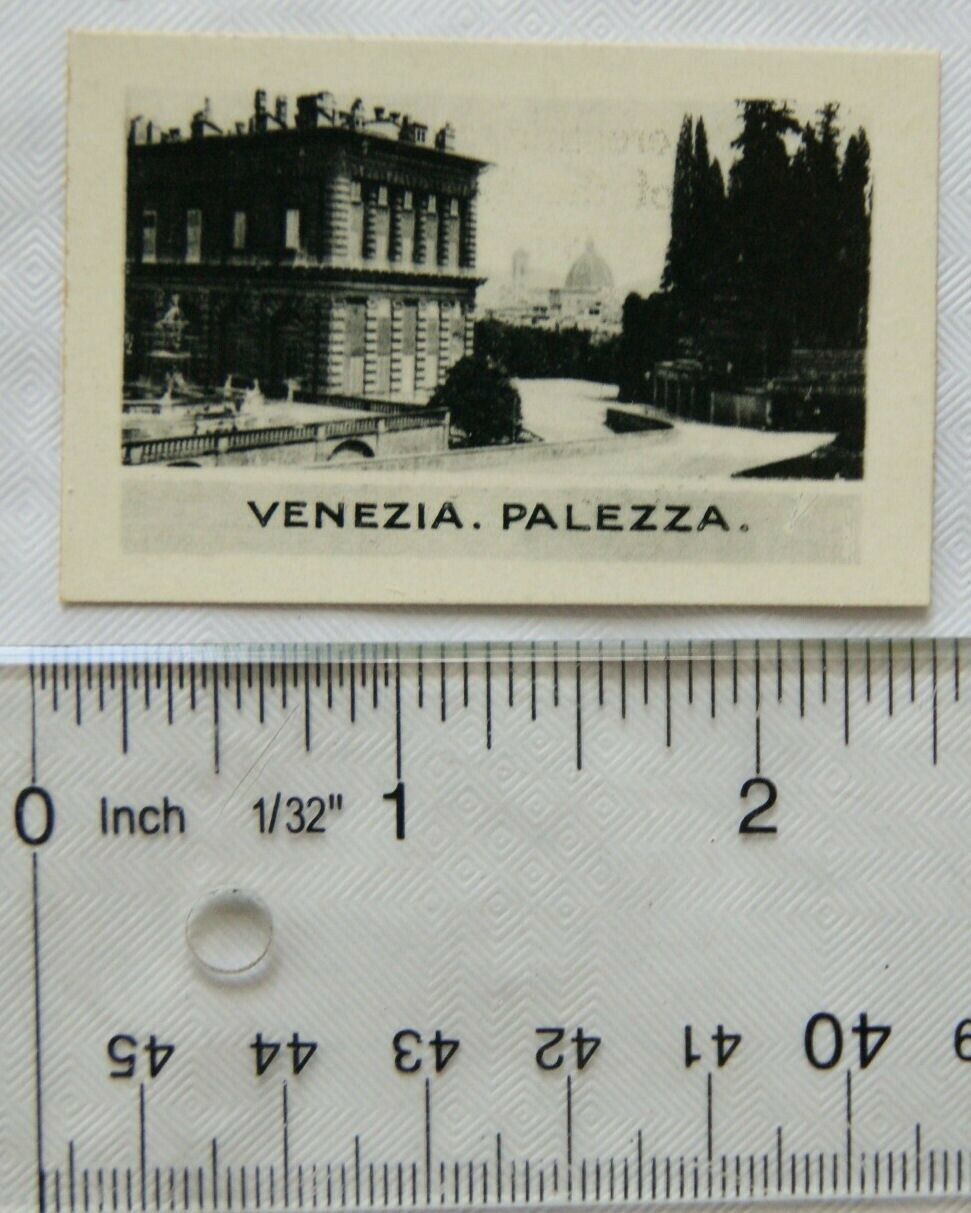 VENEZIA. PALEZZA.
0 Inch 1/32" 1 2
45 44 43 42 41 40